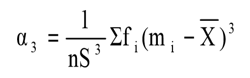 α₃ = 1/(nS³) Σfᵢ(mᵢ − X̅)³